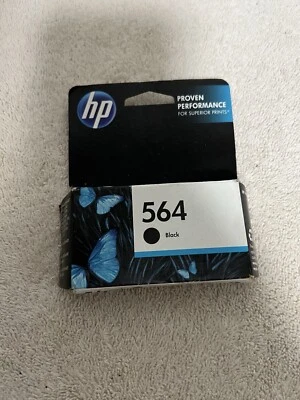 hp
PROVEN
PERFORMANCE
FOR SUPERIOR PRINTS*
564
Black